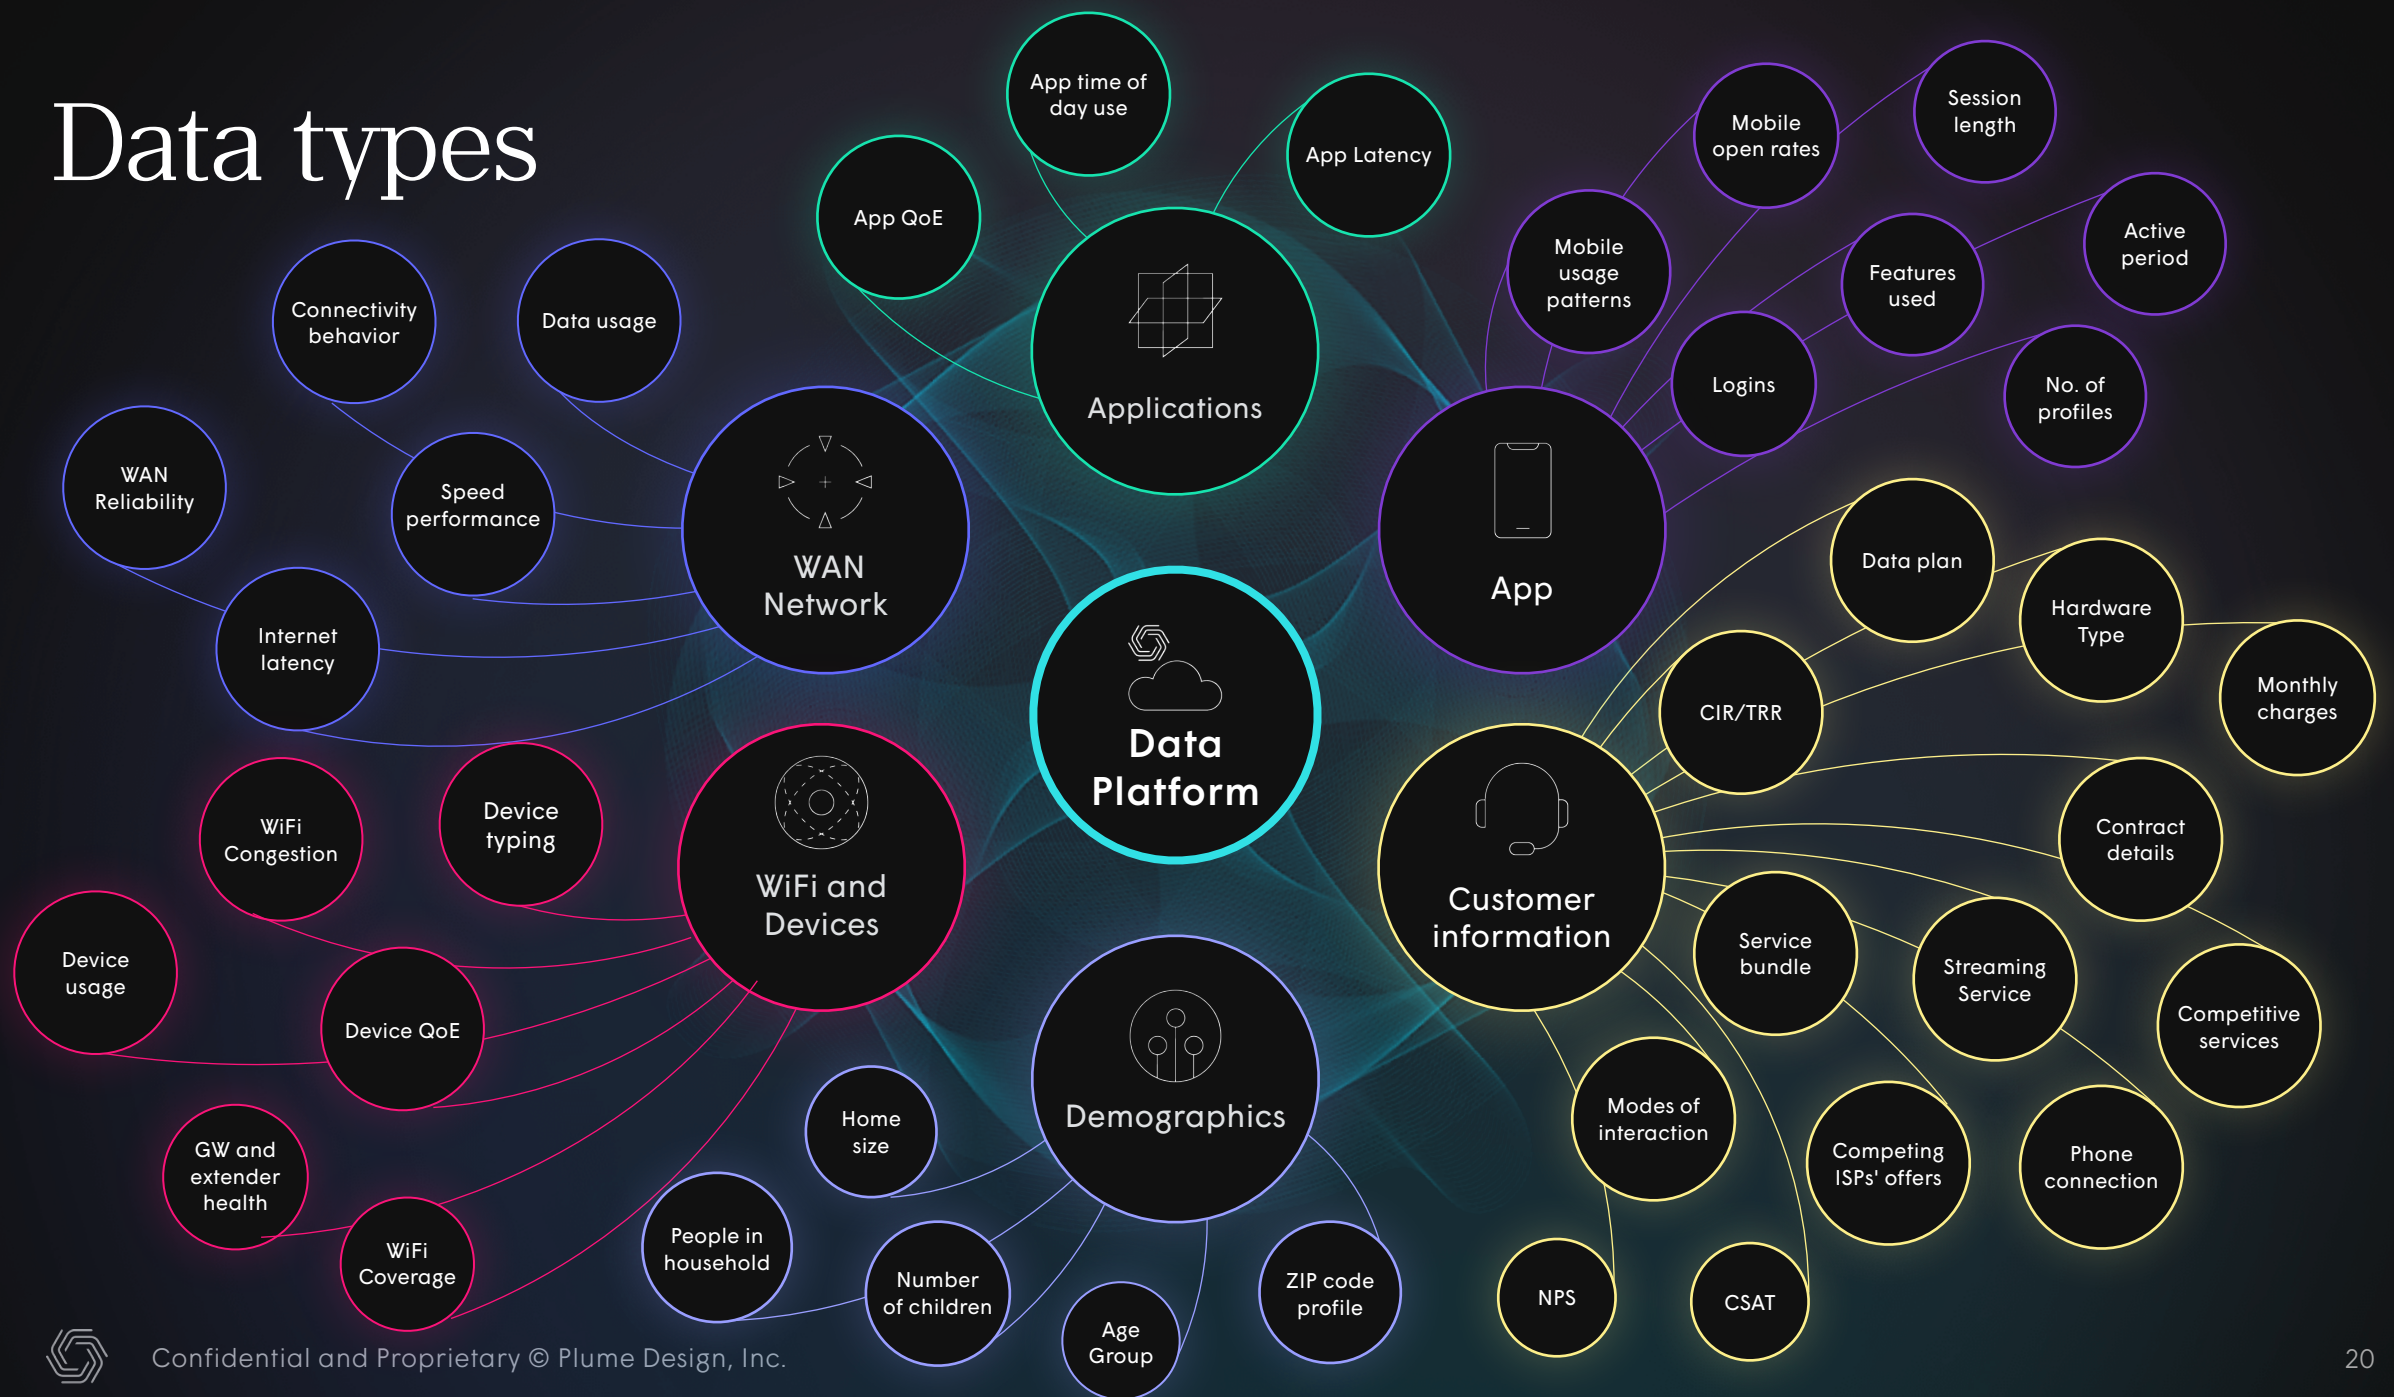 Data types
App time of
day use
App Latency
App QoE
Mobile
open rates
Session
length
Mobile
usage
patterns
Features
used
Active
period
Logins
No. of
profiles
Connectivity
behavior
Data usage
WAN
Reliability
Speed
performance
Internet
latency
Applications
WAN
Network
App
Data
Platform
Data plan
Hardware
Type
Monthly
charges
CIR/TRR
Contract
details
WiFi
Congestion
Device
typing
WiFi and
Devices
Customer
information
Service
bundle
Streaming
Service
Competitive
services
Device
usage
Device QoE
Demographics
Home
size
Modes of
interaction
Competing
ISPs' offers
Phone
connection
GW and
extender
health
WiFi
Coverage
People in
household
Number
of children
Age
Group
ZIP code
profile
NPS
CSAT
Confidential and Proprietary © Plume Design, Inc.
20